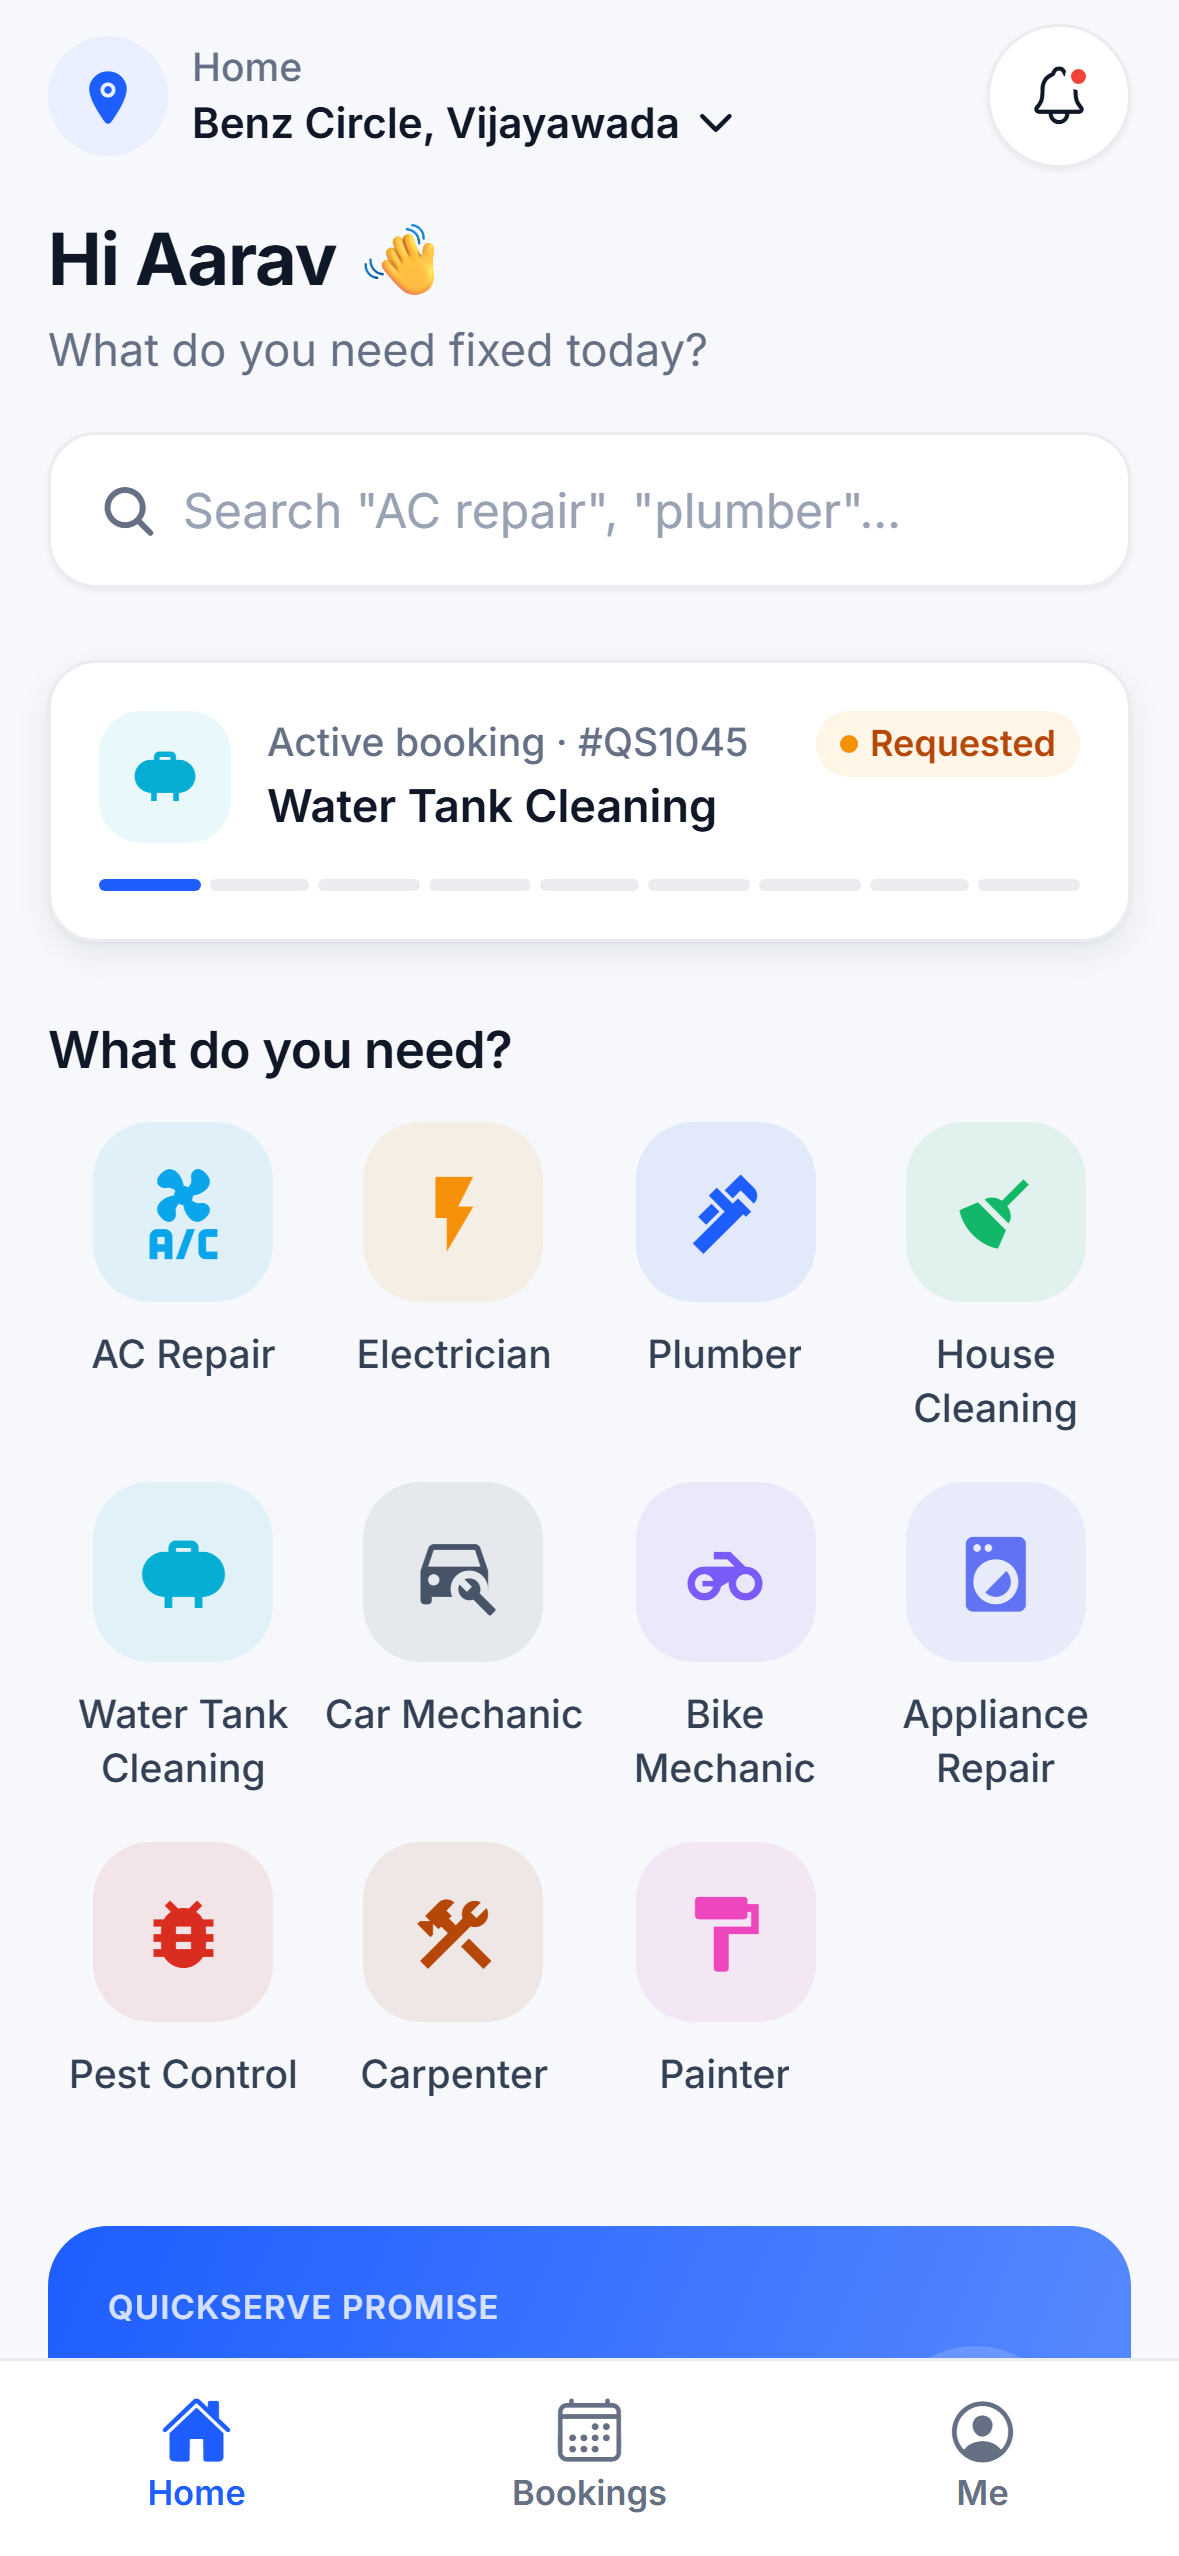 Home
Benz Circle, Vijayawada
Hi Aarav 👋
What do you need fixed today?
Search "AC repair", "plumber"...
Active booking · #QS1045
Requested
Water Tank Cleaning
What do you need?
A/C
AC Repair
Electrician
Plumber
House
Cleaning
Water Tank
Cleaning
Car Mechanic
Bike
Mechanic
Appliance
Repair
Pest Control
Carpenter
Painter
QUICKSERVE PROMISE
Home
Bookings
Me